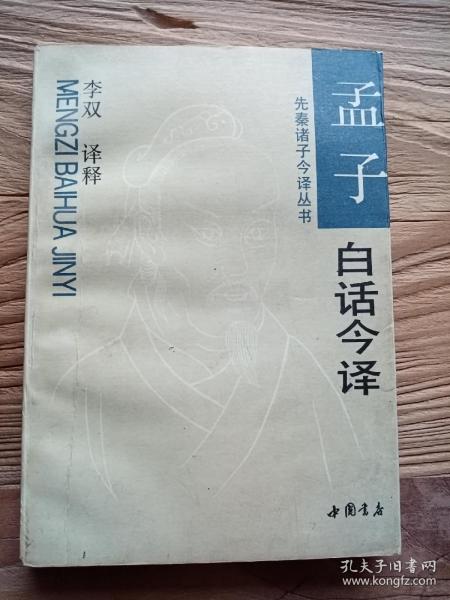 孟子
白话今译
先秦诸子今译丛书
李双 译释
MENGZI BAIHUA JINYI
中国书店
孔夫子旧书网
www.kongfz.com